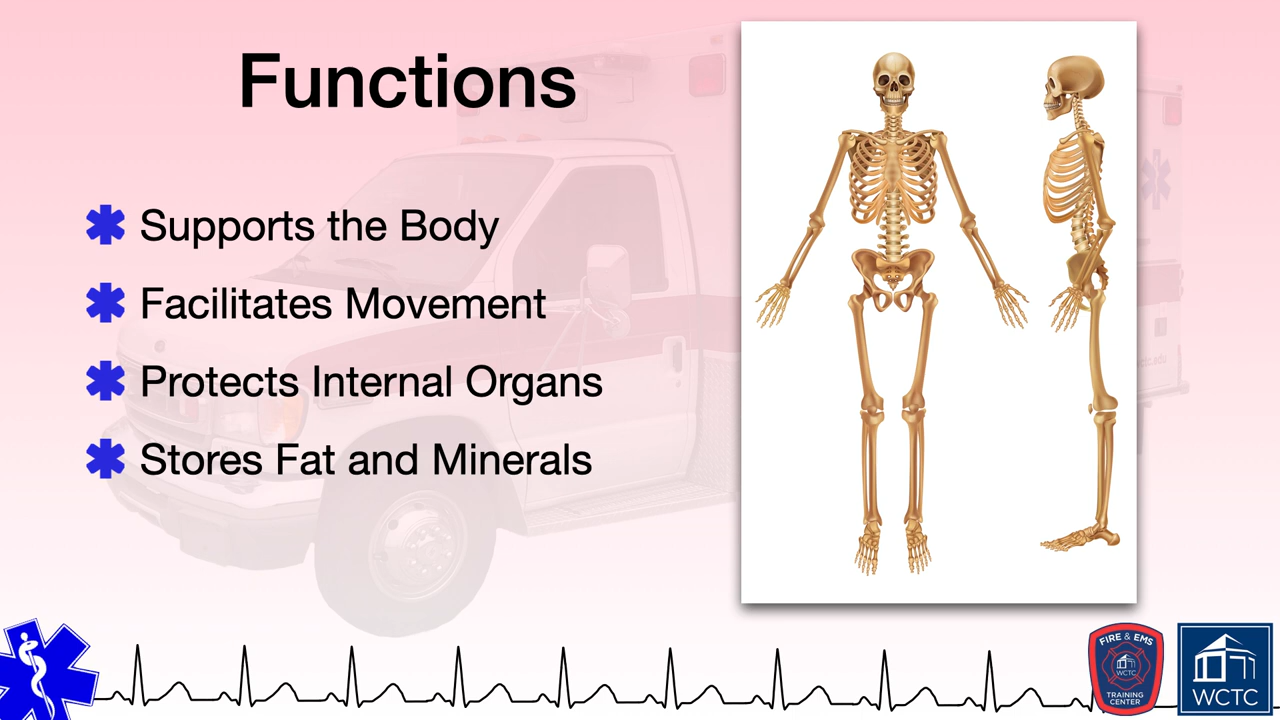 Functions
Supports the Body
Facilitates Movement
Protects Internal Organs
Stores Fat and Minerals
FIRE & EMS
WCTC
TRAINING
CENTER
WCTC